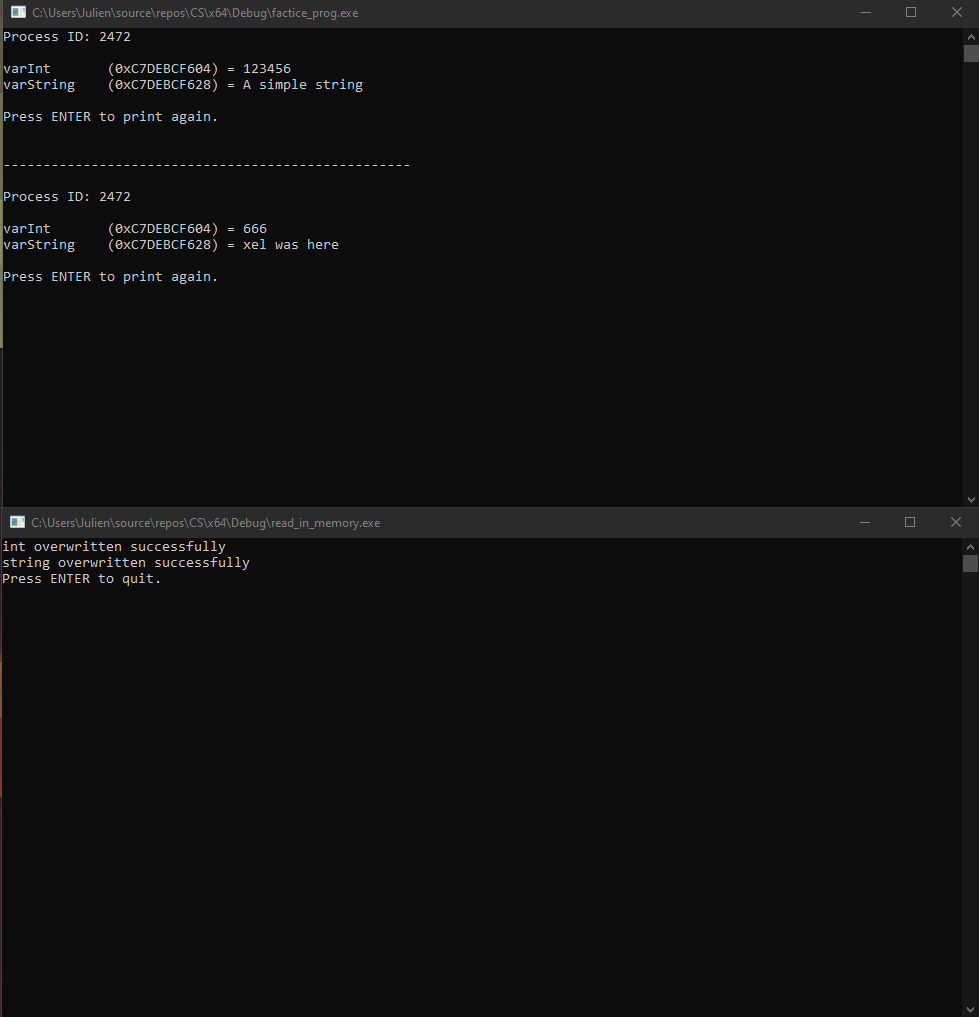 C:\Users\Julien\source\repos\CS\x64\Debug\factice_prog.exe
Process ID: 2472
varInt       (0xC7DEBCF604) = 123456
varString    (0xC7DEBCF628) = A simple string
Press ENTER to print again.
---------------------------------------------------
Process ID: 2472
varInt       (0xC7DEBCF604) = 666
varString    (0xC7DEBCF628) = xel was here
Press ENTER to print again.
C:\Users\Julien\source\repos\CS\x64\Debug\read_in_memory.exe
int overwritten successfully
string overwritten successfully
Press ENTER to quit.